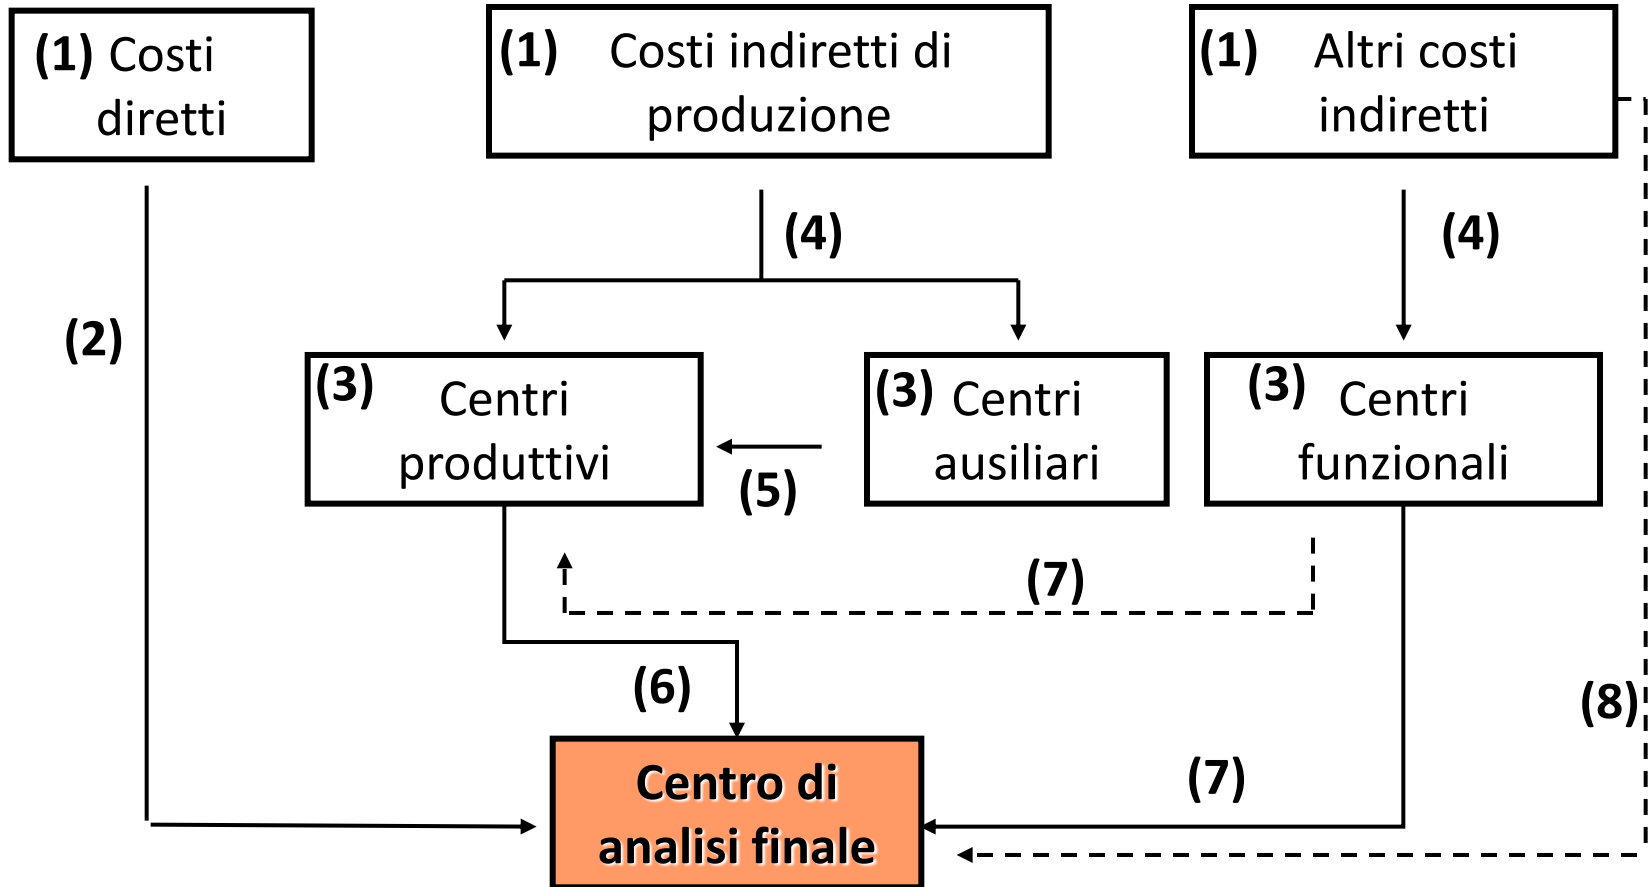 (1) Costi
diretti
(1) Costi indiretti di
produzione
(1) Altri costi
indiretti
(4)
(4)
(2)
(3) Centri
produttivi
(3) Centri
ausiliari
(3) Centri
funzionali
(5)
(7)
(6)
(8)
(7)
Centro di
analisi finale